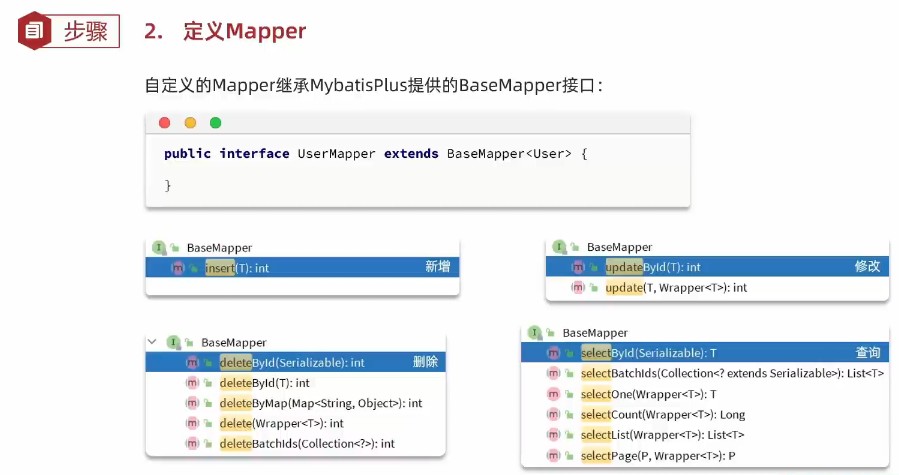 步骤
2. 定义Mapper
自定义的Mapper继承MybatisPlus提供的BaseMapper接口：
public interface UserMapper extends BaseMapper<User> {
}
BaseMapper
insert(T): int 新增
BaseMapper
updateById(T): int 修改
update(T, Wrapper<T>): int
BaseMapper
deleteById(Serializable): int 删除
deleteById(T): int
deleteByMap(Map<String, Object>): int
delete(Wrapper<T>): int
deleteBatchIds(Collection<?>): int
BaseMapper
selectById(Serializable): T 查询
selectBatchIds(Collection<? extends Serializable>): List<T>
selectOne(Wrapper<T>): T
selectCount(Wrapper<T>): Long
selectList(Wrapper<T>): List<T>
selectPage(P, Wrapper<T>): P